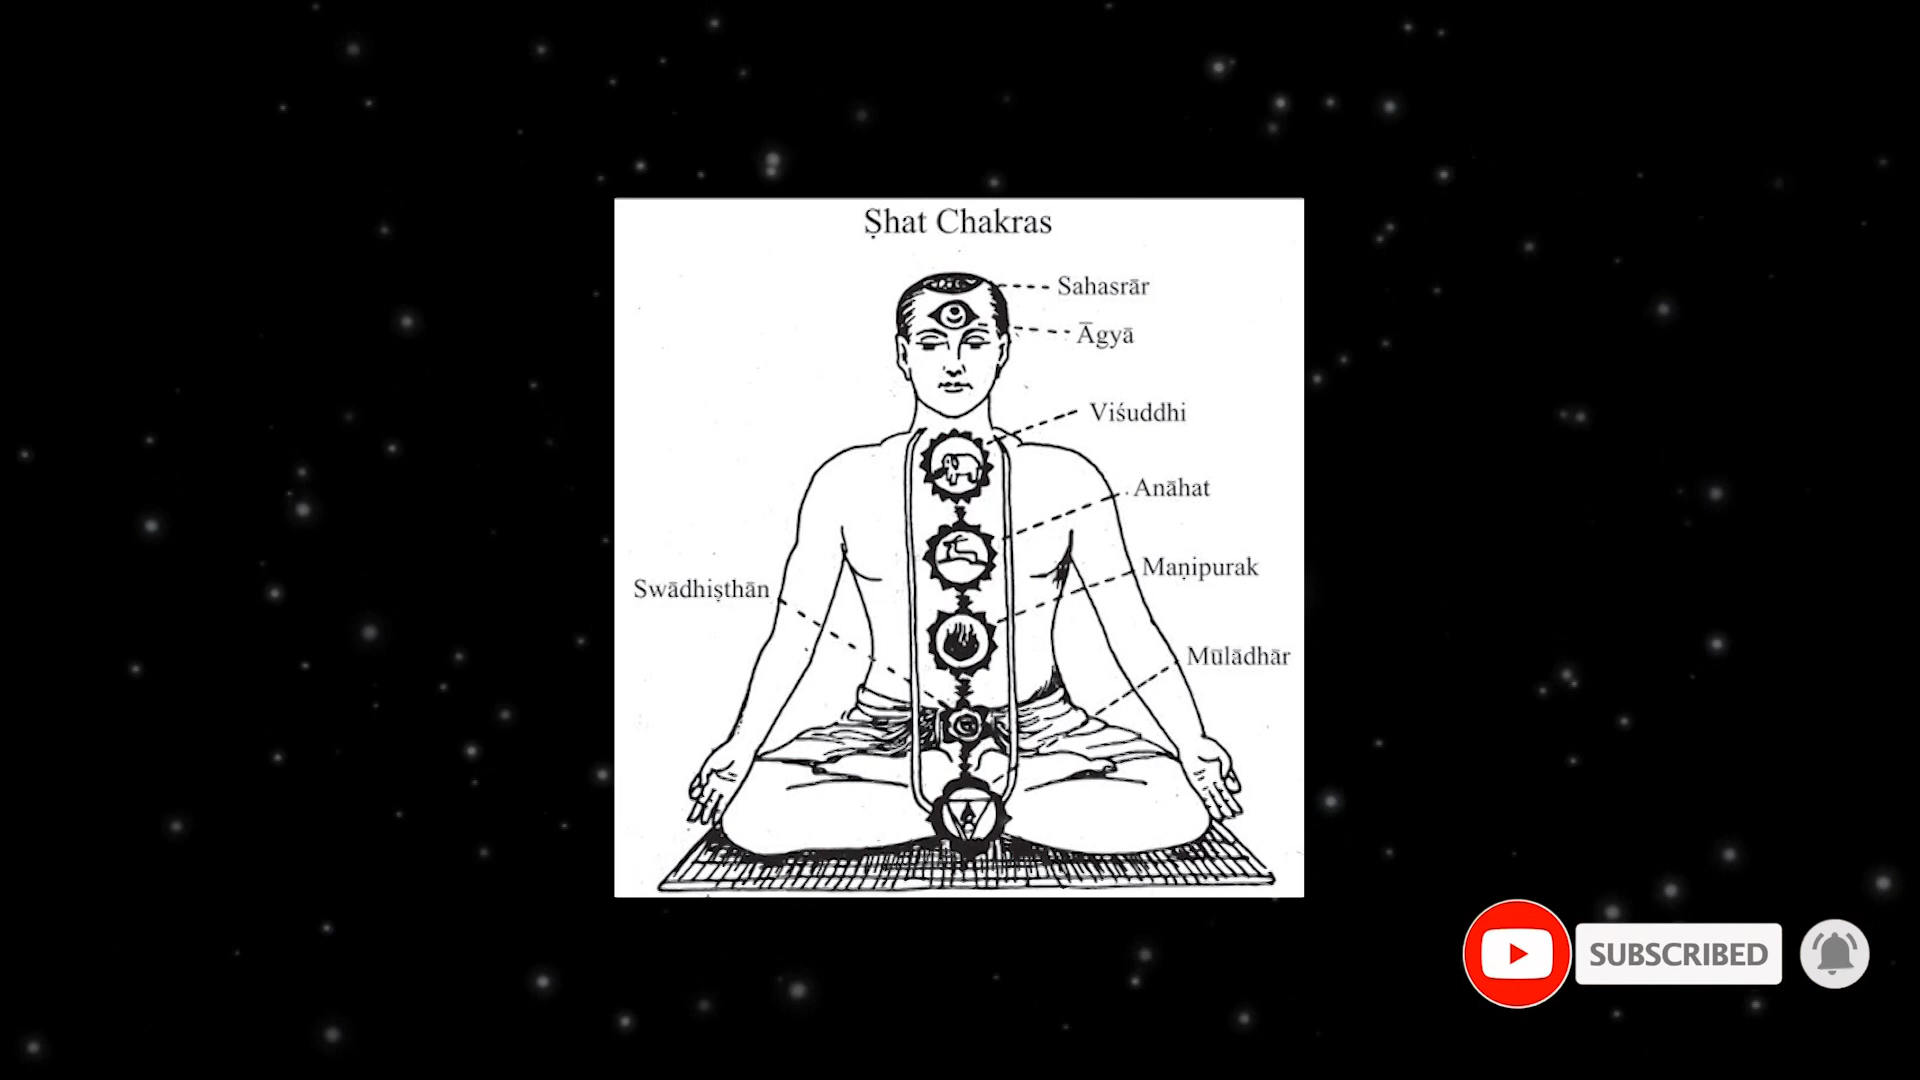 Ṣhat Chakras
Sahasrār
Āgyā
Viśuddhi
Anāhat
Maṇipurak
Swādhiṣthān
Mūlādhār
SUBSCRIBED